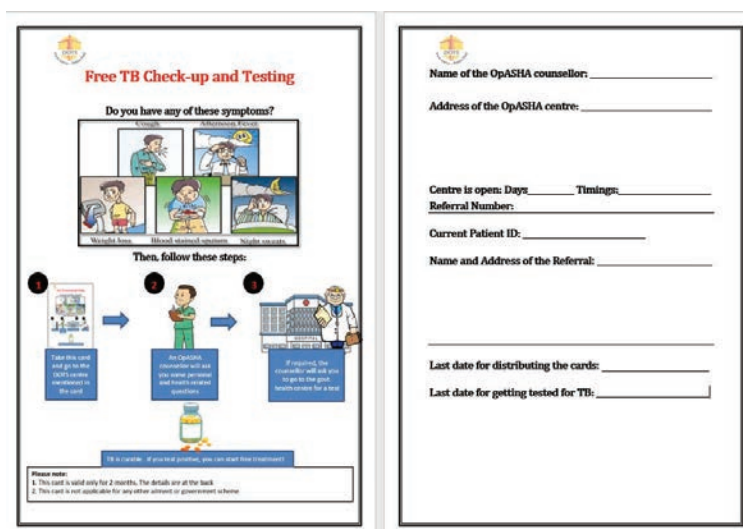 DOTS
Free TB Check-up and Testing
Do you have any of these symptoms?
Cough Afternoon Fever
Weight loss Blood stained sputum Night sweats
Then, follow these steps:
1 2 3
HOSPITAL
Take this card
and go to the
DOTS centre
mentioned in
the card
An OpASHA
counsellor will ask
you some personal
and health related
questions
If required, the
counsellor will ask you
to go to the govt
health centre for a test
TB is curable. If you test positive, you can start free treatment!
Please note:
1. This card is valid only for 2 months. The details are at the back
2. This card is not applicable for any other ailment or government scheme
DOTS
Name of the OpASHA counsellor:
Address of the OpASHA centre:
Centre is open: Days Timings:
Referral Number:
Current Patient ID:
Name and Address of the Referral:
Last date for distributing the cards:
Last date for getting tested for TB: